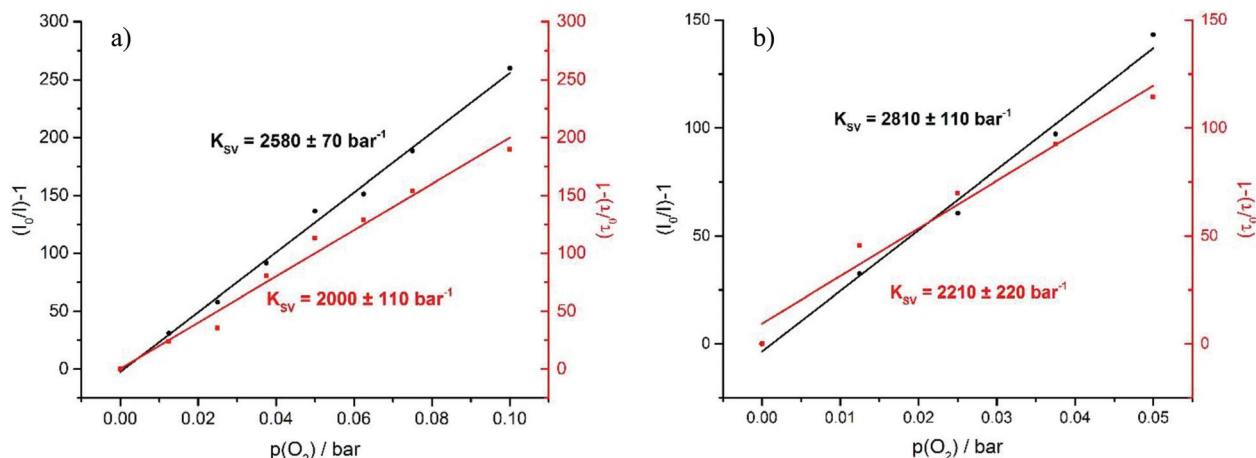 a)
300
250
200
150
100
50
0
(I₀/I)-1
300
250
200
150
100
50
0
(τ₀/τ)-1
K_SV = 2580 ± 70 bar⁻¹
K_SV = 2000 ± 110 bar⁻¹
0.00 0.02 0.04 0.06 0.08 0.10
p(O₂) / bar
b)
150
100
50
0
(I₀/I)-1
150
100
50
0
(τ₀/τ)-1
K_SV = 2810 ± 110 bar⁻¹
K_SV = 2210 ± 220 bar⁻¹
0.00 0.01 0.02 0.03 0.04 0.05
p(O₂) / bar